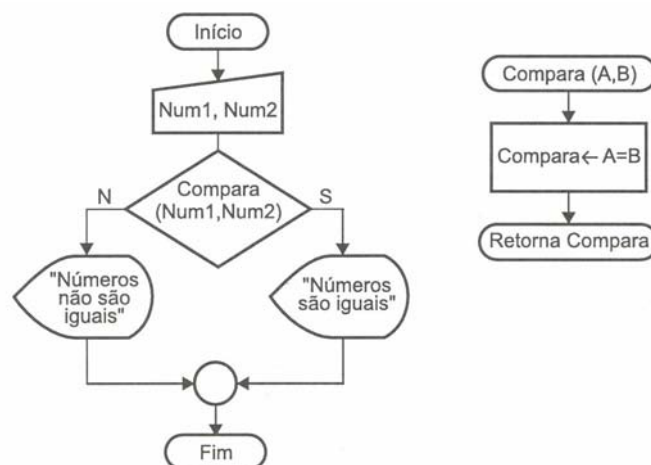 Início
Num1, Num2
N
Compara
(Num1,Num2)
S
"Números
não são
iguais"
"Números
são iguais"
Fim
Compara (A,B)
Compara← A=B
Retorna Compara